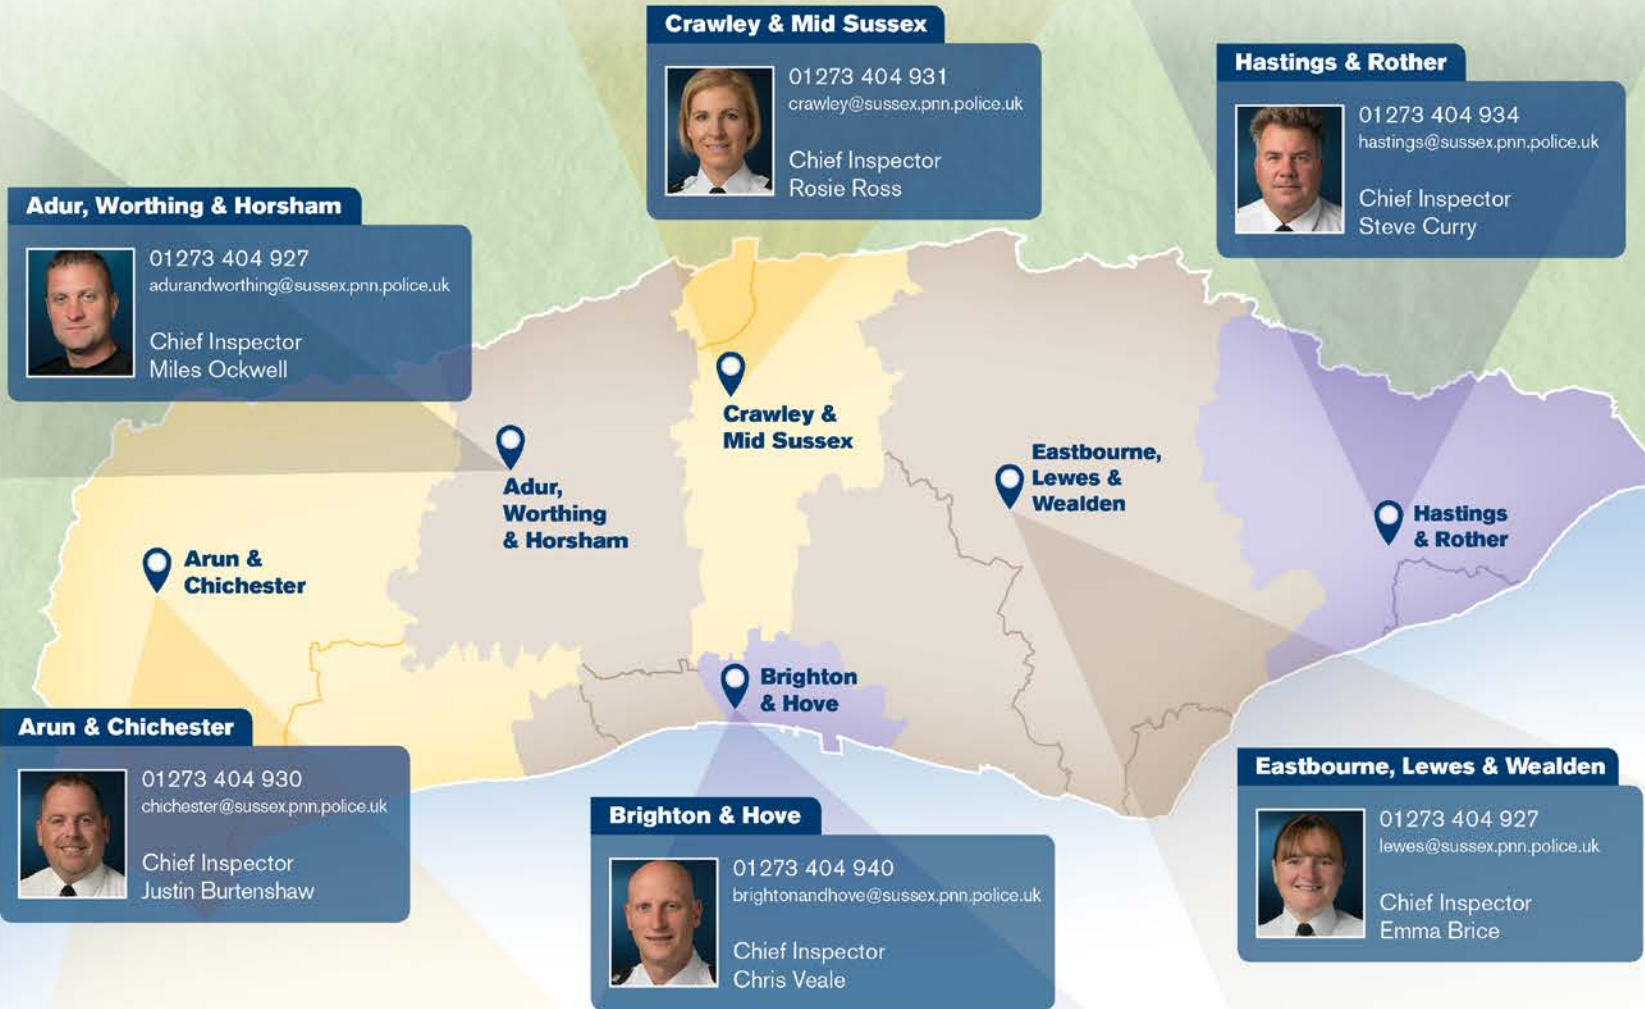 Crawley & Mid Sussex
01273 404 931
crawley@sussex.pnn.police.uk
Chief Inspector
Rosie Ross
Hastings & Rother
01273 404 934
hastings@sussex.pnn.police.uk
Chief Inspector
Steve Curry
Adur, Worthing & Horsham
01273 404 927
adurandworthing@sussex.pnn.police.uk
Chief Inspector
Miles Ockwell
Crawley &
Mid Sussex
Eastbourne,
Lewes &
Wealden
Adur,
Worthing
& Horsham
Hastings
& Rother
Arun &
Chichester
Brighton
& Hove
Arun & Chichester
01273 404 930
chichester@sussex.pnn.police.uk
Chief Inspector
Justin Burtenshaw
Brighton & Hove
01273 404 940
brightonandhove@sussex.pnn.police.uk
Chief Inspector
Chris Veale
Eastbourne, Lewes & Wealden
01273 404 927
lewes@sussex.pnn.police.uk
Chief Inspector
Emma Brice